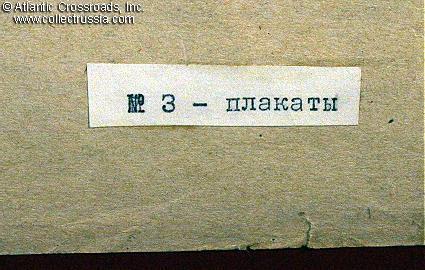 © Atlantic Crossroads, Inc.
www.collectrussia.com
№ 3 - плакаты